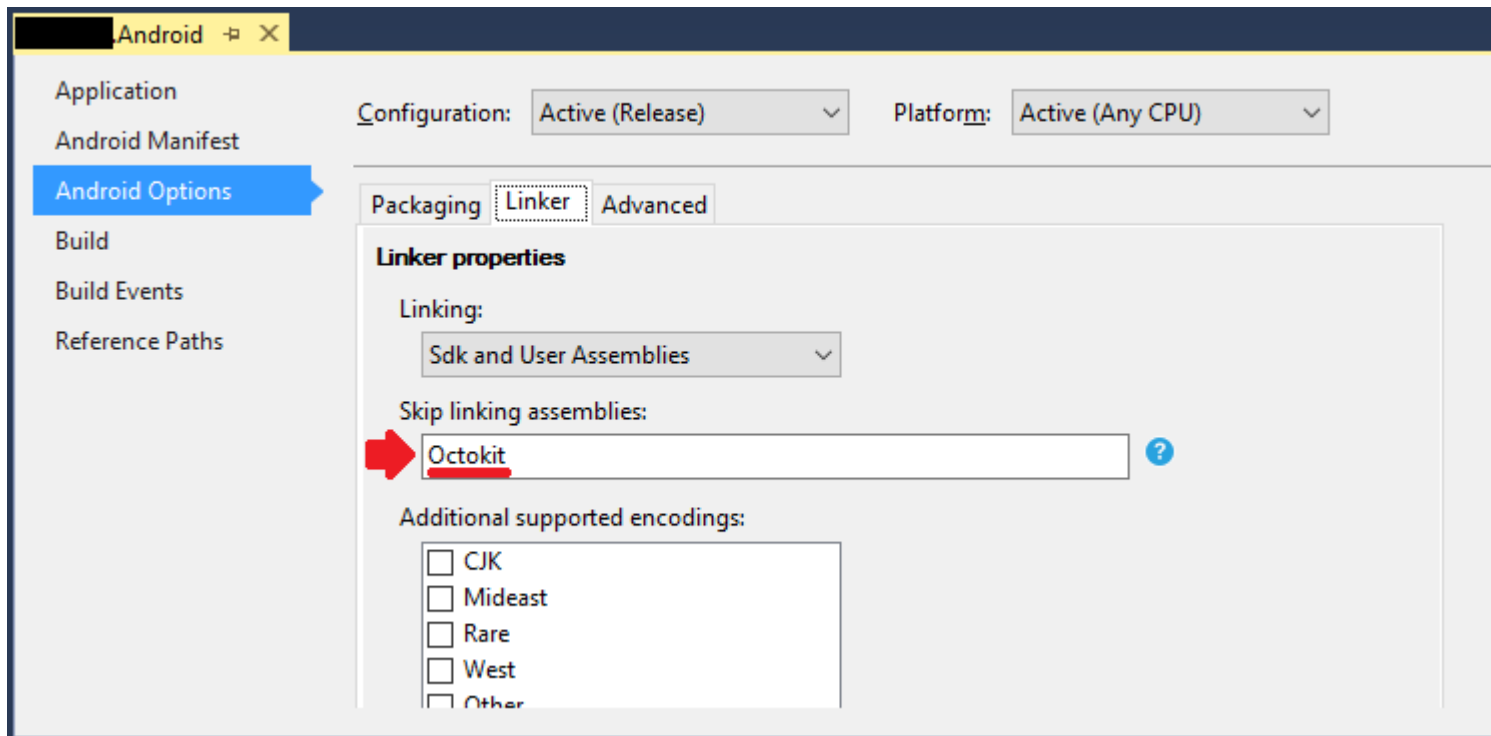 .Android
Application
Android Manifest
Android Options
Build
Build Events
Reference Paths
Configuration: Active (Release) Platform: Active (Any CPU)
Packaging Linker Advanced
Linker properties
Linking:
Sdk and User Assemblies
Skip linking assemblies:
Octokit
?
Additional supported encodings:
CJK
Mideast
Rare
West
Other